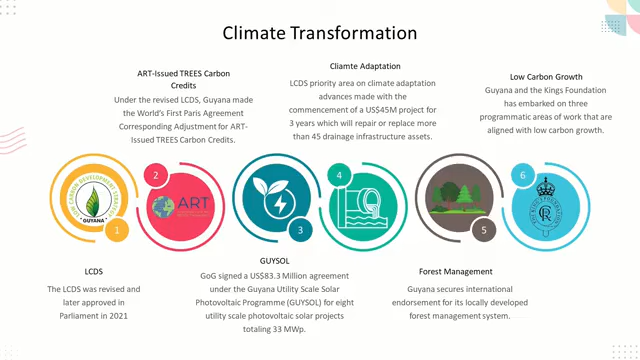 Climate Transformation
ART-Issued TREES Carbon
Credits
Under the revised LCDS, Guyana made
the World's First Paris Agreement
Corresponding Adjustment for ART-
Issued TREES Carbon Credits.
Cliamte Adaptation
LCDS priority area on climate adaptation
advances made with the
commencement of a US$45M project for
3 years which will repair or replace more
than 45 drainage infrastructure assets.
Low Carbon Growth
Guyana and the Kings Foundation
has embarked on three
programmatic areas of work that are
aligned with low carbon growth.
LOW CARBON DEVELOPMENT STRATEGY
GUYANA
1
2
ART
3
4
5
6
LCDS
The LCDS was revised and
later approved in
Parliament in 2021
GUYSOL
GoG signed a US$83.3 Million agreement
under the Guyana Utility Scale Solar
Photovoltaic Programme (GUYSOL) for eight
utility scale photovoltaic solar projects
totaling 33 MWp.
Forest Management
Guyana secures international
endorsement for its locally developed
forest management system.